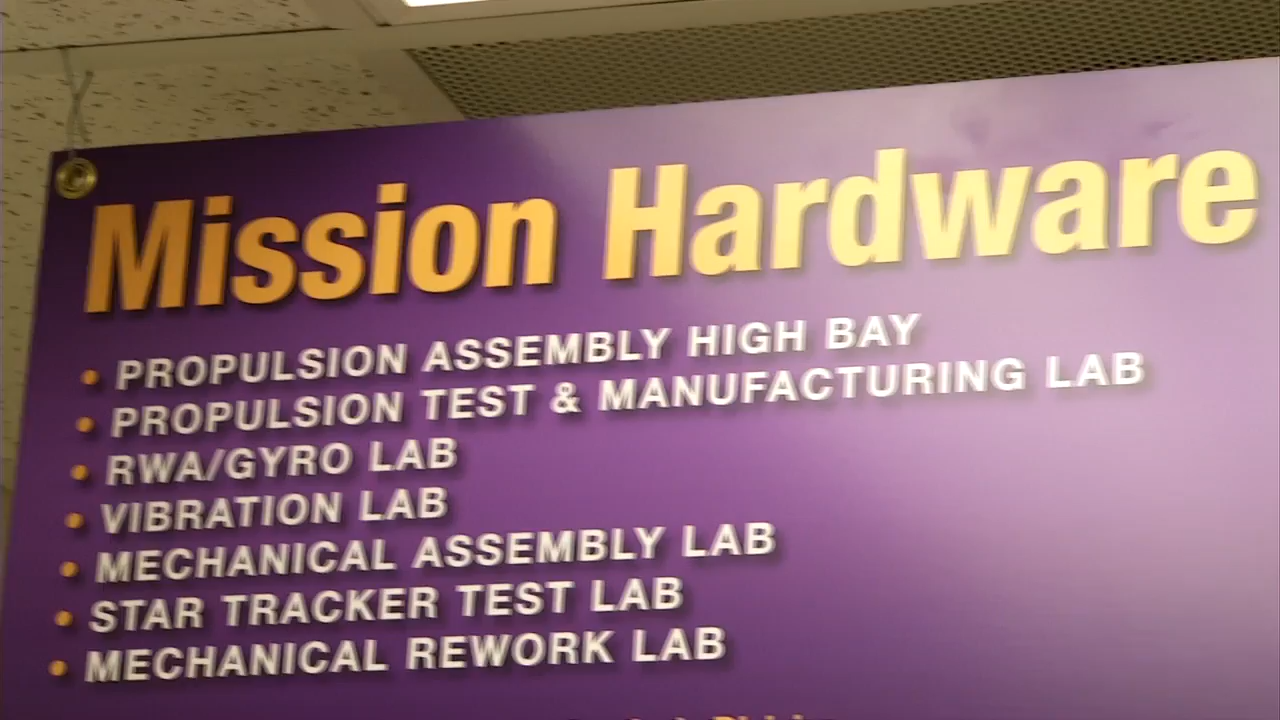 Mission Hardware
• PROPULSION ASSEMBLY HIGH BAY
• PROPULSION TEST & MANUFACTURING LAB
• RWA/GYRO LAB
• VIBRATION LAB
• MECHANICAL ASSEMBLY LAB
• STAR TRACKER TEST LAB
• MECHANICAL REWORK LAB